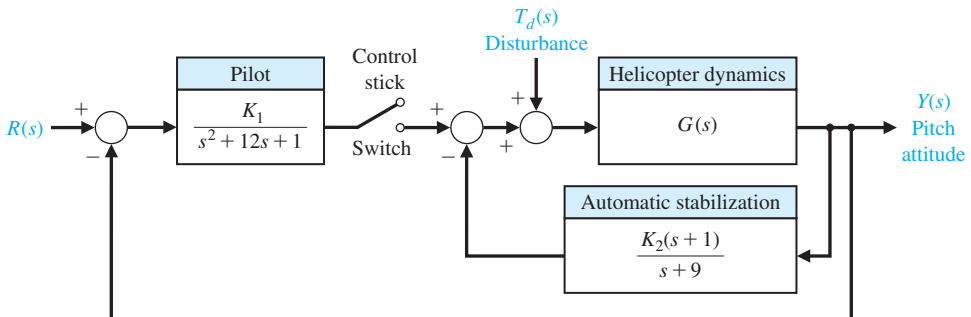 T_d(s)
Disturbance
Pilot
Control
stick
Helicopter dynamics
R(s)
+
−
K_1
s^2 + 12s + 1
Switch
+
−
+
+
G(s)
Y(s)
Pitch
attitude
Automatic stabilization
K_2(s + 1)
s + 9